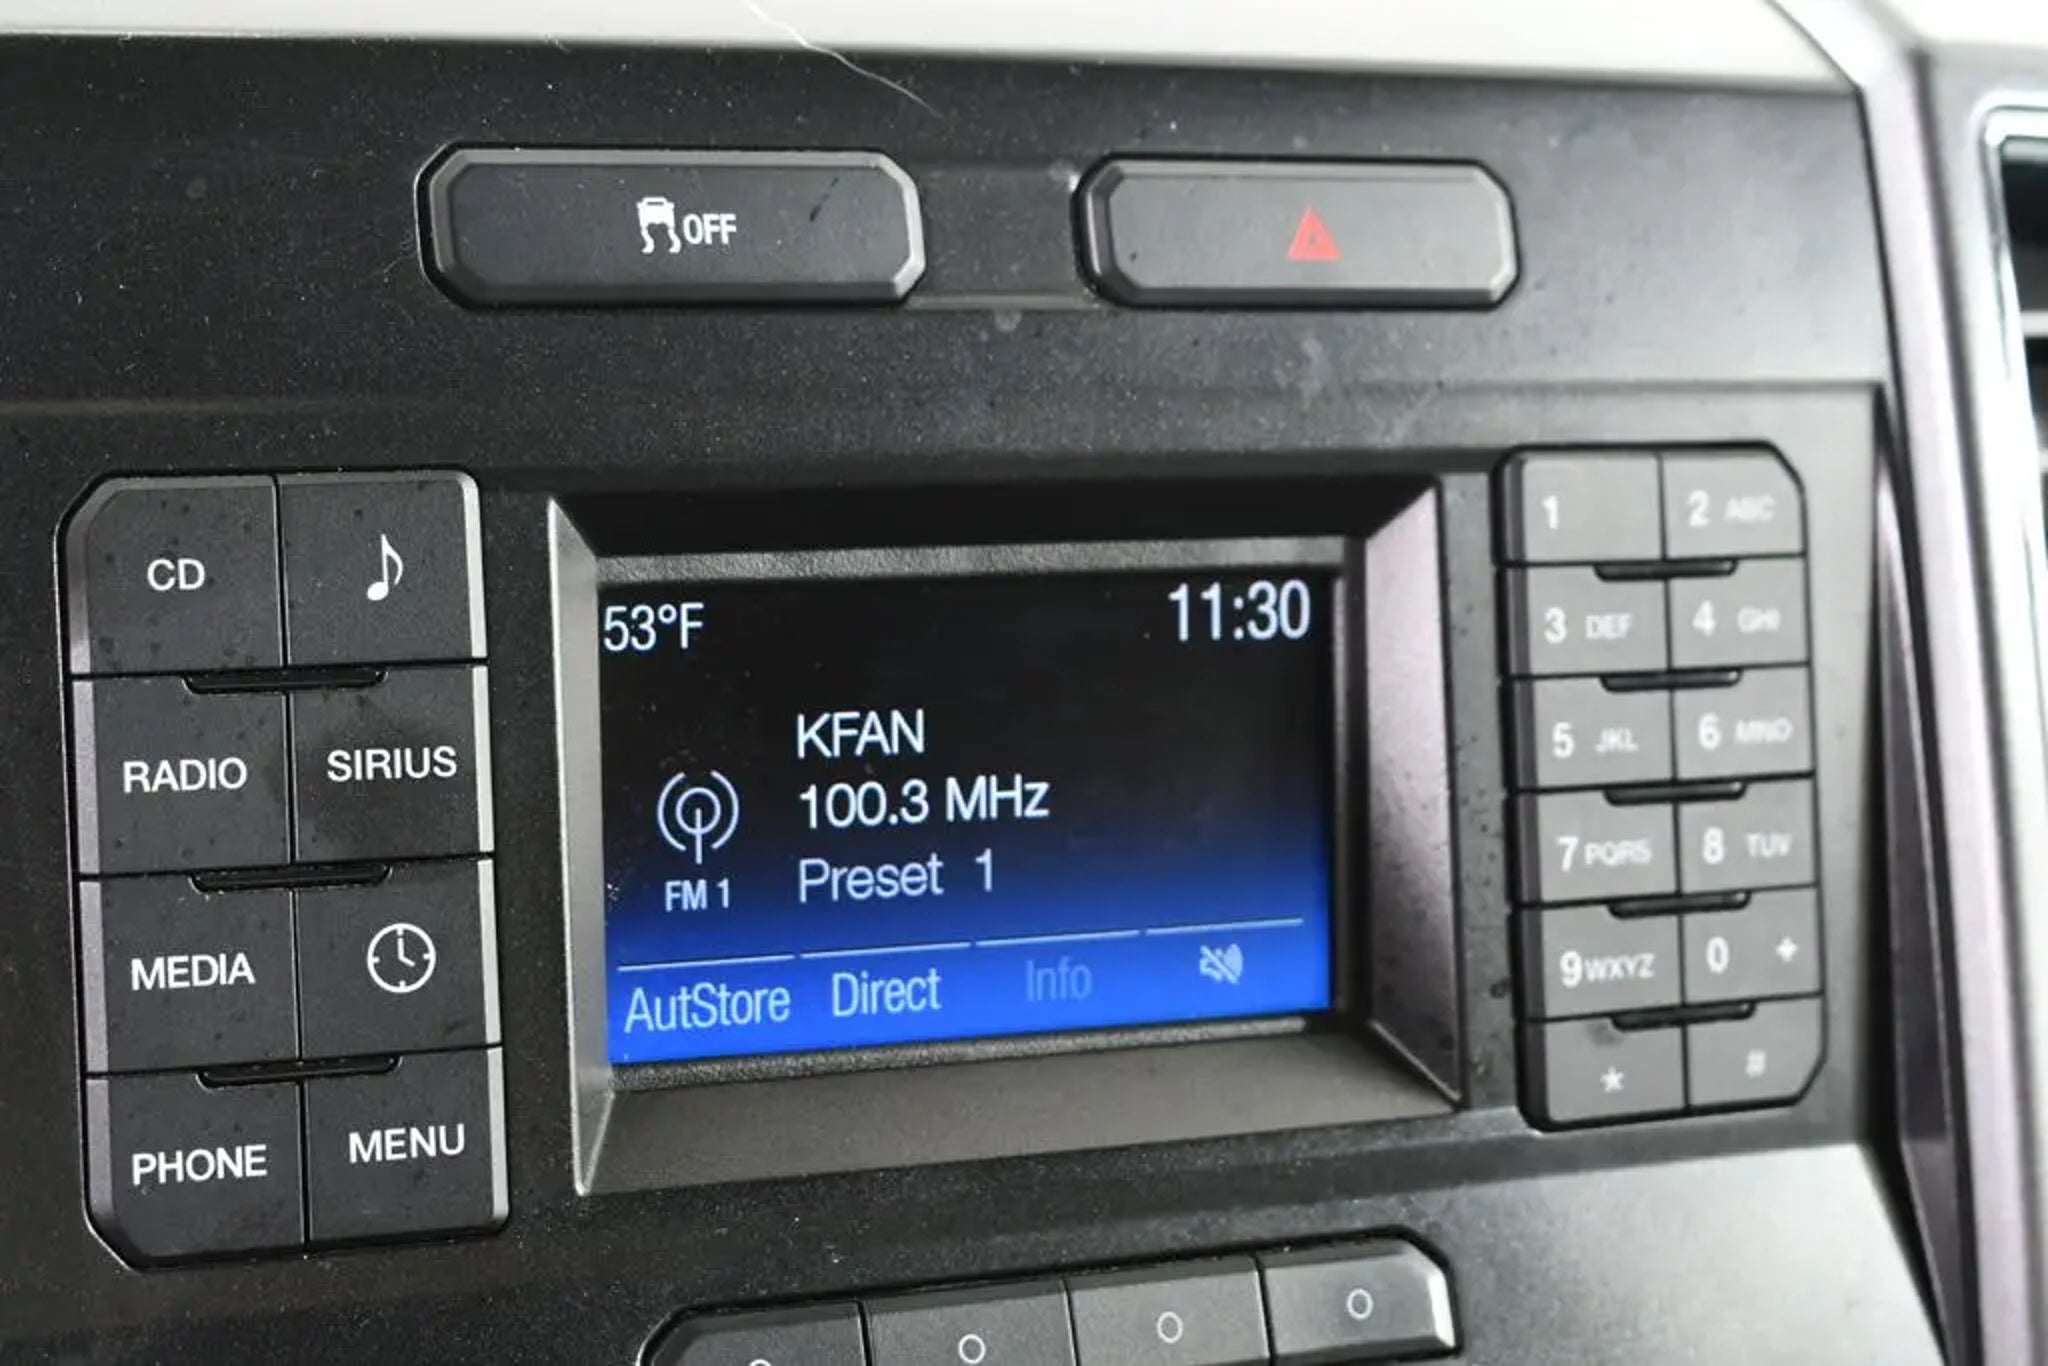 OFF
CD
RADIO
SIRIUS
MEDIA
PHONE
MENU
53°F
11:30
KFAN
100.3 MHz
FM 1
Preset 1
AutStore Direct Info
1
2 ABC
3 DEF
4 GHI
5 JKL
6 MNO
7 PQRS
8 TUV
9 WXYZ
0 +
* #